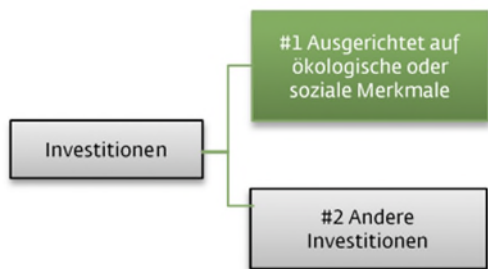 #1 Ausgerichtet auf
ökologische oder
soziale Merkmale
Investitionen
#2 Andere
Investitionen